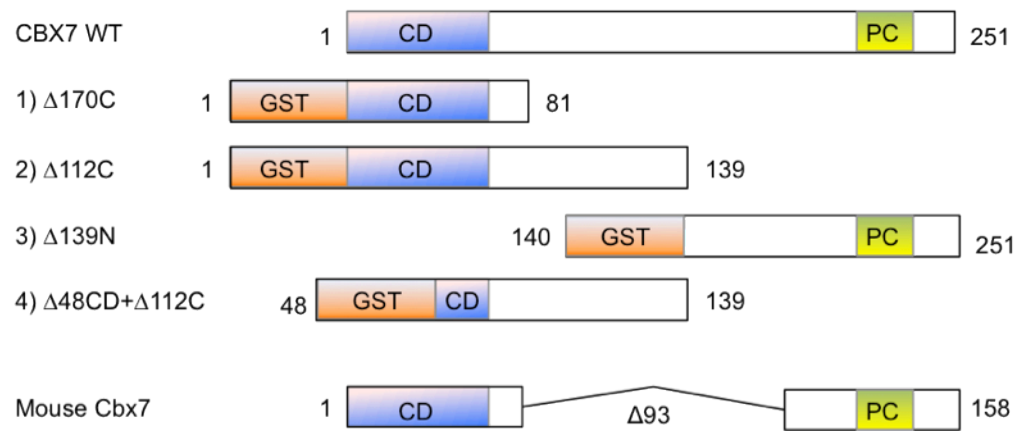 CBX7 WT 1 CD PC 251
1) Δ170C 1 GST CD 81
2) Δ112C 1 GST CD 139
3) Δ139N 140 GST PC 251
4) Δ48CD+Δ112C 48 GST CD 139
Mouse Cbx7 1 CD Δ93 PC 158